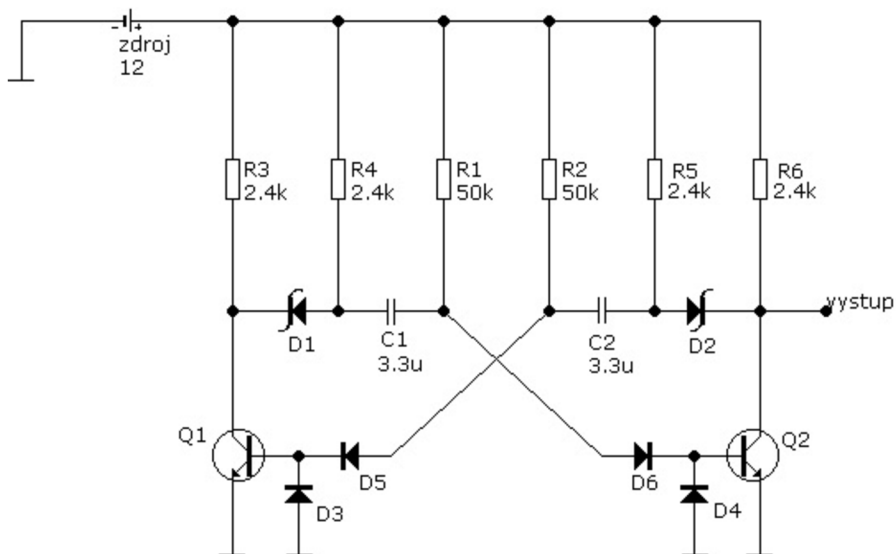 - +
zdroj
12
R3
2.4k
R4
2.4k
R1
50k
R2
50k
R5
2.4k
R6
2.4k
vystup
D1
C1
3.3u
C2
3.3u
D2
Q1
Q2
D5
D6
D3
D4